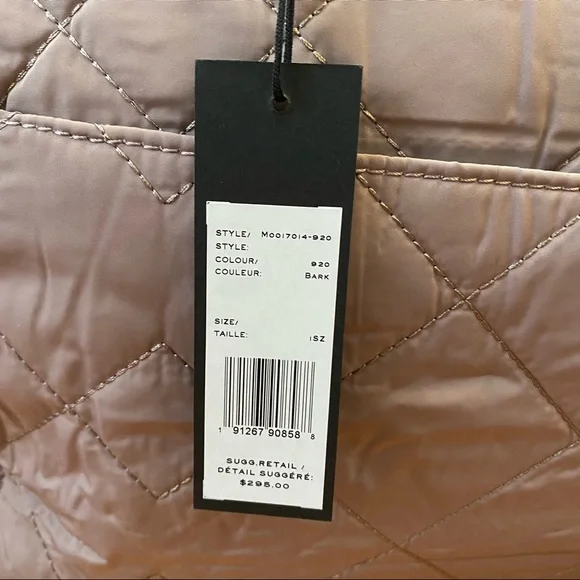 STYLE/ M0017014-920
STYLE:
COLOUR/ 920
COULEUR: BARK
SIZE/
TAILLE: 1SZ
1 91267 90858 8
SUGG.RETAIL /
DÉTAIL SUGGÉRÉ:
$295.00